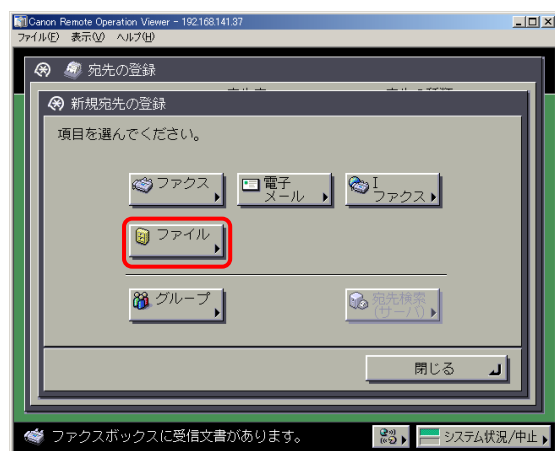 Canon Remote Operation Viewer - 192.168.141.37
ファイル(F) 表示(V) ヘルプ(H)
宛先の登録
新規宛先の登録
項目を選んでください。
ファクス
電子
メール
I
ファクス
ファイル
グループ
宛先検索
(サーバ)
閉じる
ファクスボックスに受信文書があります。
システム状況/中止